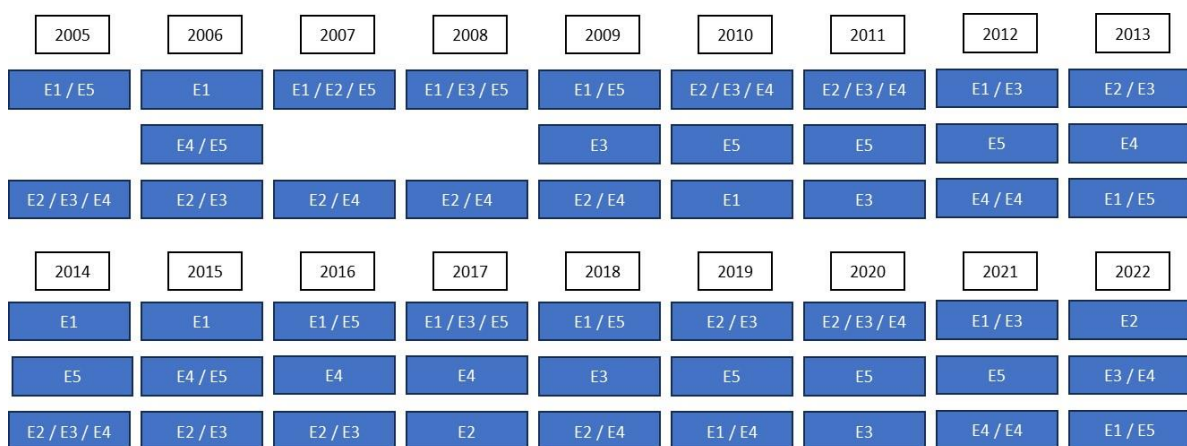 2005 2006 2007 2008 2009 2010 2011 2012 2013
E1 / E5 E1 E1 / E2 / E5 E1 / E3 / E5 E1 / E5 E2 / E3 / E4 E2 / E3 / E4 E1 / E3 E2 / E3
E4 / E5 E3 E5 E5 E5 E4
E2 / E3 / E4 E2 / E3 E2 / E4 E2 / E4 E2 / E4 E1 E3 E4 / E4 E1 / E5
2014 2015 2016 2017 2018 2019 2020 2021 2022
E1 E1 E1 / E5 E1 / E3 / E5 E1 / E5 E2 / E3 E2 / E3 / E4 E1 / E3 E2
E5 E4 / E5 E4 E4 E3 E5 E5 E5 E3 / E4
E2 / E3 / E4 E2 / E3 E2 / E3 E2 E2 / E4 E1 / E4 E3 E4 / E4 E1 / E5